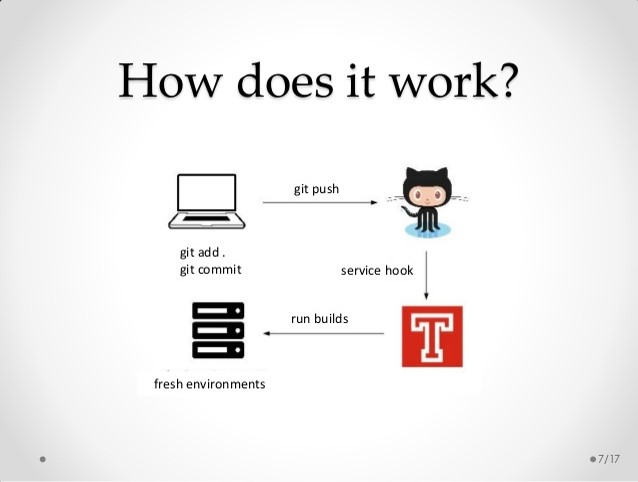 How does it work?
git push
git add .
git commit
service hook
run builds
T
fresh environments
7/17